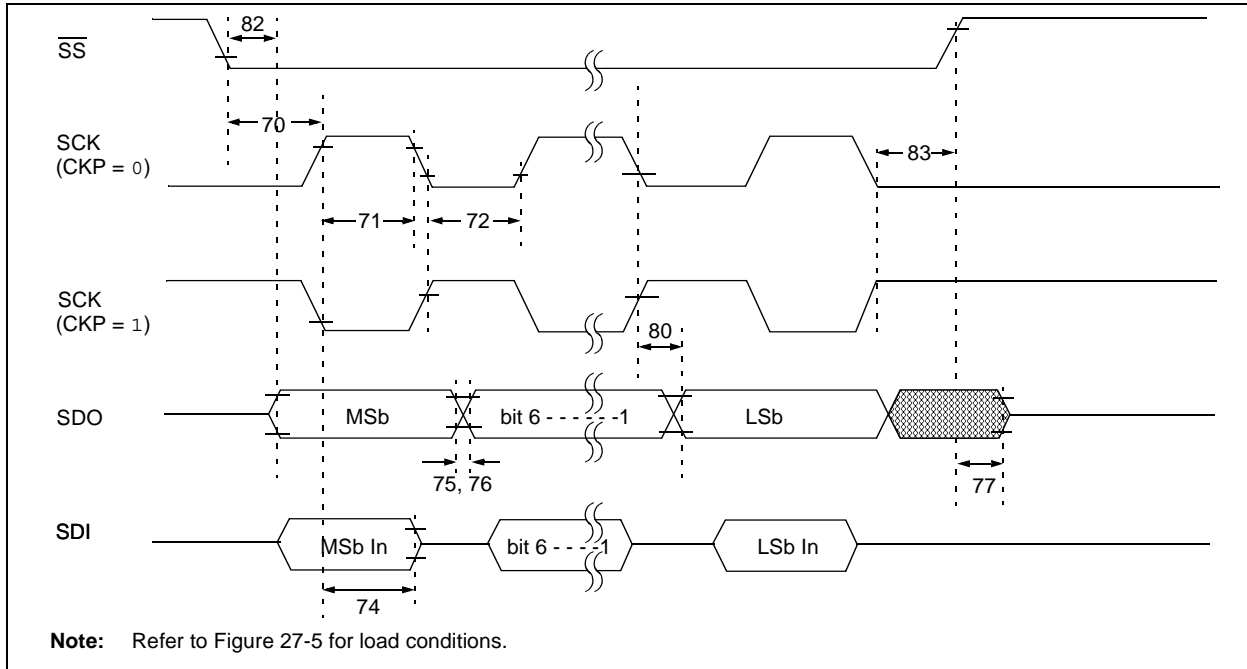 82
SS
70
SCK
(CKP = 0)
83
71
72
SCK
(CKP = 1)
80
SDO
MSb
bit 6 - - - - - -1
LSb
75, 76
77
SDI
MSb In
bit 6 - - - -1
LSb In
74
Note: Refer to Figure 27-5 for load conditions.